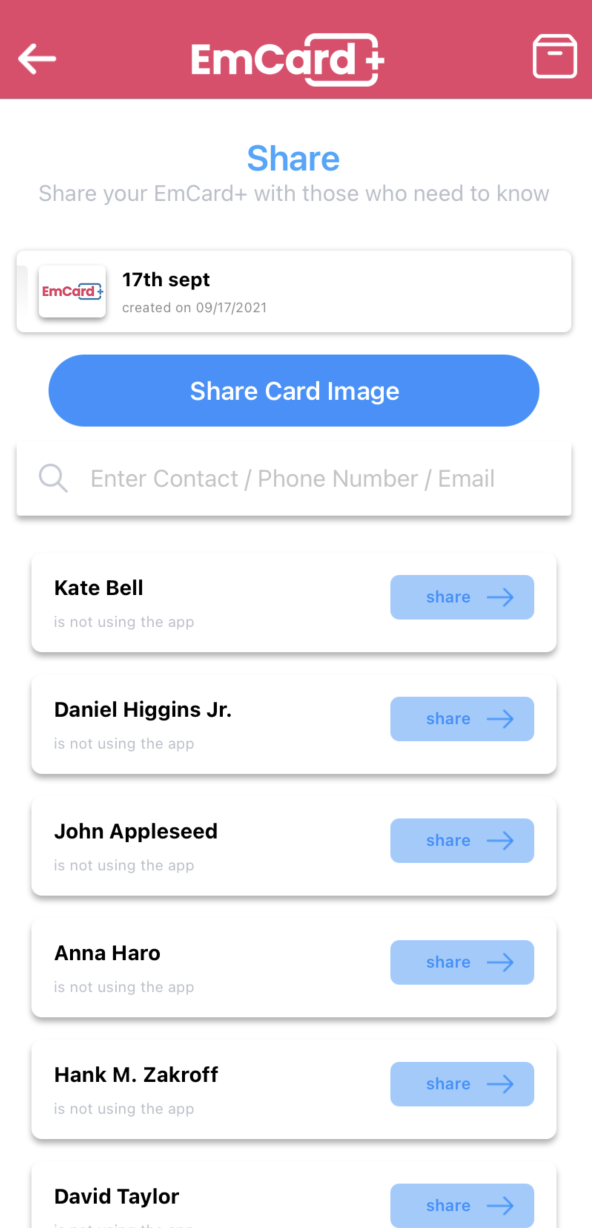 EmCard+
Share
Share your EmCard+ with those who need to know
EmCard+
17th sept
created on 09/17/2021
Share Card Image
Enter Contact / Phone Number / Email
Kate Bell
share
is not using the app
Daniel Higgins Jr.
share
is not using the app
John Appleseed
share
is not using the app
Anna Haro
share
is not using the app
Hank M. Zakroff
share
is not using the app
David Taylor
share